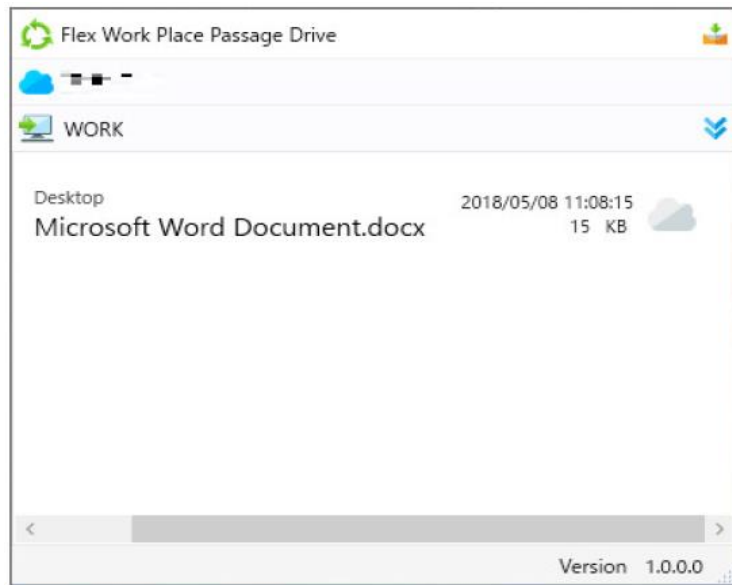 Flex Work Place Passage Drive
WORK
Desktop
Microsoft Word Document.docx
2018/05/08 11:08:15
15 KB
Version 1.0.0.0